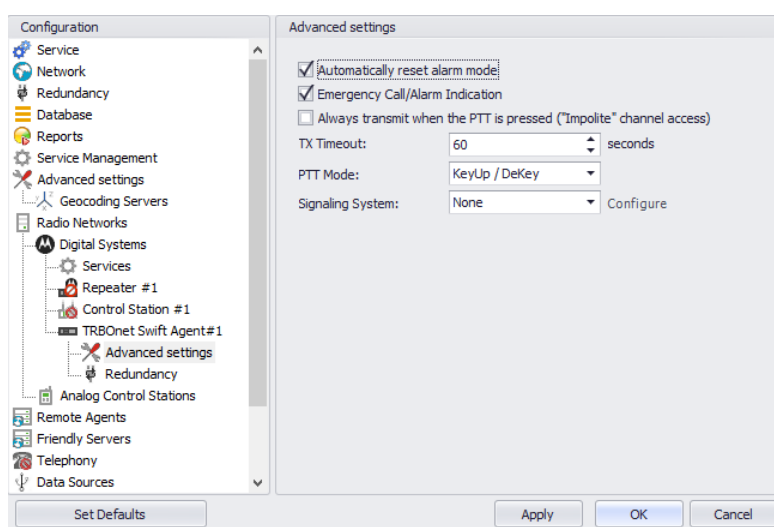 Configuration
Service
Network
Redundancy
Database
Reports
Service Management
Advanced settings
Geocoding Servers
Radio Networks
Digital Systems
Services
Repeater #1
Control Station #1
TRBOnet Swift Agent#1
Advanced settings
Redundancy
Analog Control Stations
Remote Agents
Friendly Servers
Telephony
Data Sources
Advanced settings
Automatically reset alarm mode
Emergency Call/Alarm Indication
Always transmit when the PTT is pressed ("Impolite" channel access)
TX Timeout: 60 seconds
PTT Mode: KeyUp / DeKey
Signaling System: None Configure
Set Defaults Apply OK Cancel